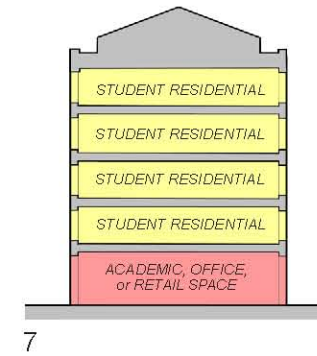 STUDENT RESIDENTIAL
STUDENT RESIDENTIAL
STUDENT RESIDENTIAL
STUDENT RESIDENTIAL
ACADEMIC, OFFICE,
or RETAIL SPACE
7